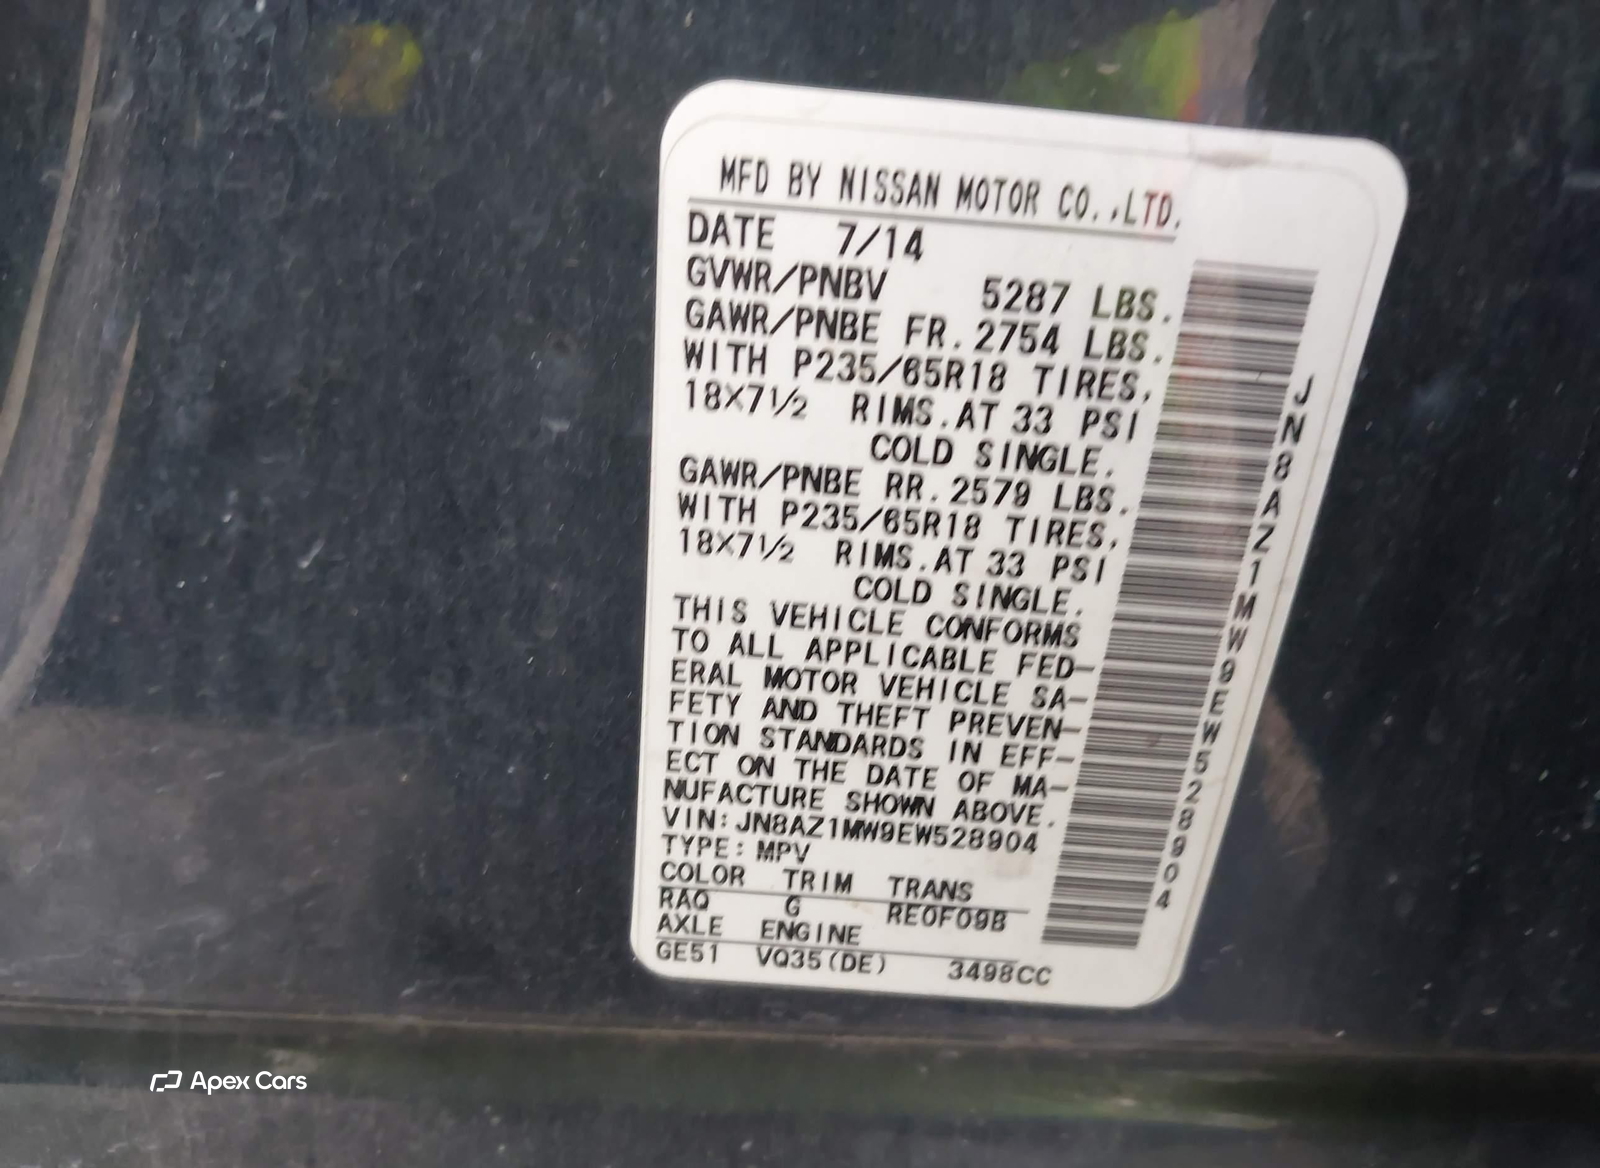 MFD BY NISSAN MOTOR CO.,LTD.
DATE 7/14
GVWR/PNBV 5287 LBS.
GAWR/PNBE FR.2754 LBS.
WITH P235/65R18 TIRES,
18X7½ RIMS.AT 33 PSI
COLD SINGLE.
GAWR/PNBE RR.2579 LBS.
WITH P235/65R18 TIRES,
18X7½ RIMS.AT 33 PSI
COLD SINGLE.
THIS VEHICLE CONFORMS
TO ALL APPLICABLE FED-
ERAL MOTOR VEHICLE SA-
FETY AND THEFT PREVEN-
TION STANDARDS IN EFF-
ECT ON THE DATE OF MA-
NUFACTURE SHOWN ABOVE.
VIN:JN8AZ1MW9EW528904
TYPE:MPV
COLOR TRIM TRANS
RAQ G RE0F09B
AXLE ENGINE
GE51 VQ35(DE) 3498CC
JN8AZ1MW9EW528904
Apex Cars